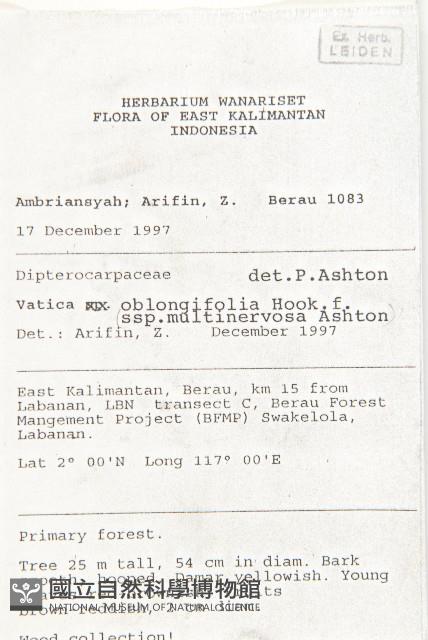 Ex Herb.
LEIDEN
HERBARIUM WANARISET
FLORA OF EAST KALIMANTAN
INDONESIA
Ambriansyah; Arifin, Z. Berau 1083
17 December 1997
Dipterocarpaceae det.P.Ashton
Vatica oblongifolia Hook.f.
ssp.multinervosa Ashton
Det.: Arifin, Z. December 1997
East Kalimantan, Berau, km 15 from
Labanan, LBN transect C, Berau Forest
Mangement Project (BFMP) Swakelola,
Labanan.
Lat 2° 00'N Long 117° 00'E
Primary forest.
Tree 25 m tall, 54 cm in diam. Bark
hooped. Damar yellowish. Young
國立自然科學博物館
NATIONAL MUSEUM OF NATURAL SCIENCE
Wood collection!